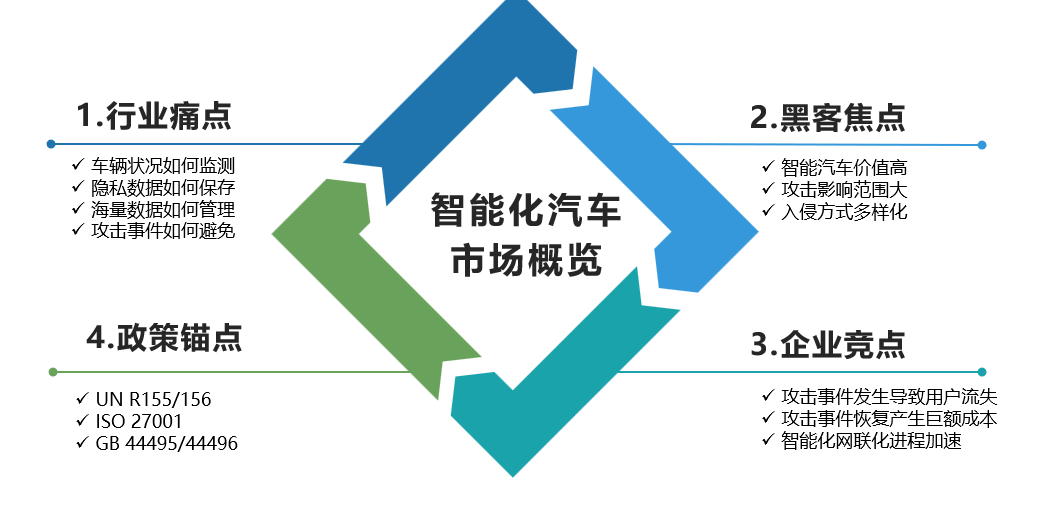 1.行业痛点
车辆状况如何监测
隐私数据如何保存
海量数据如何管理
攻击事件如何避免
2.黑客焦点
智能汽车价值高
攻击影响范围大
入侵方式多样化
智能化汽车
市场概览
4.政策锚点
UN R155/156
ISO 27001
GB 44495/44496
3.企业竞点
攻击事件发生导致用户流失
攻击事件恢复产生巨额成本
智能化网联化进程加速